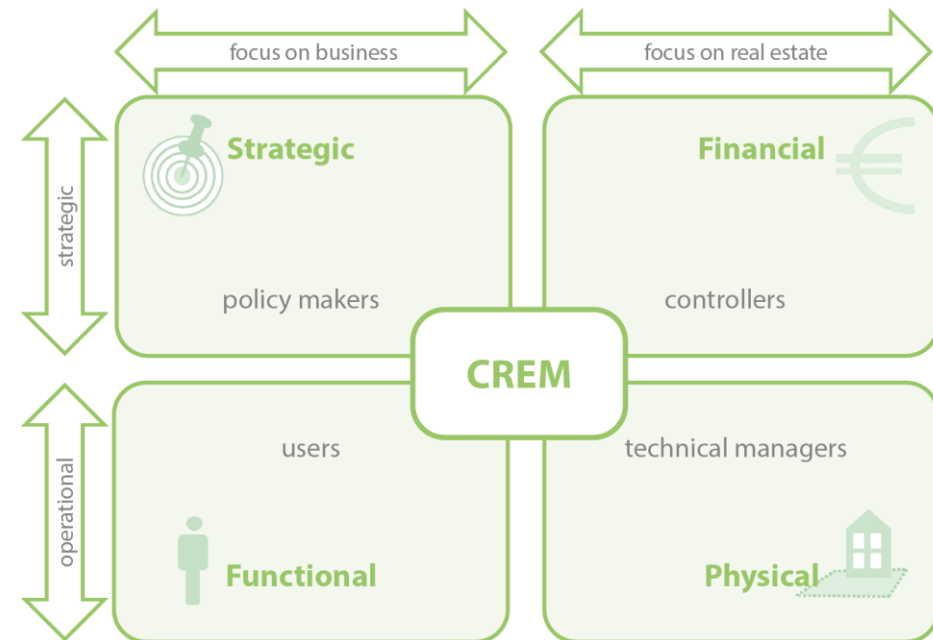 focus on business
focus on real estate
strategic
Strategic
Financial
policy makers
controllers
CREM
operational
users
technical managers
Functional
Physical